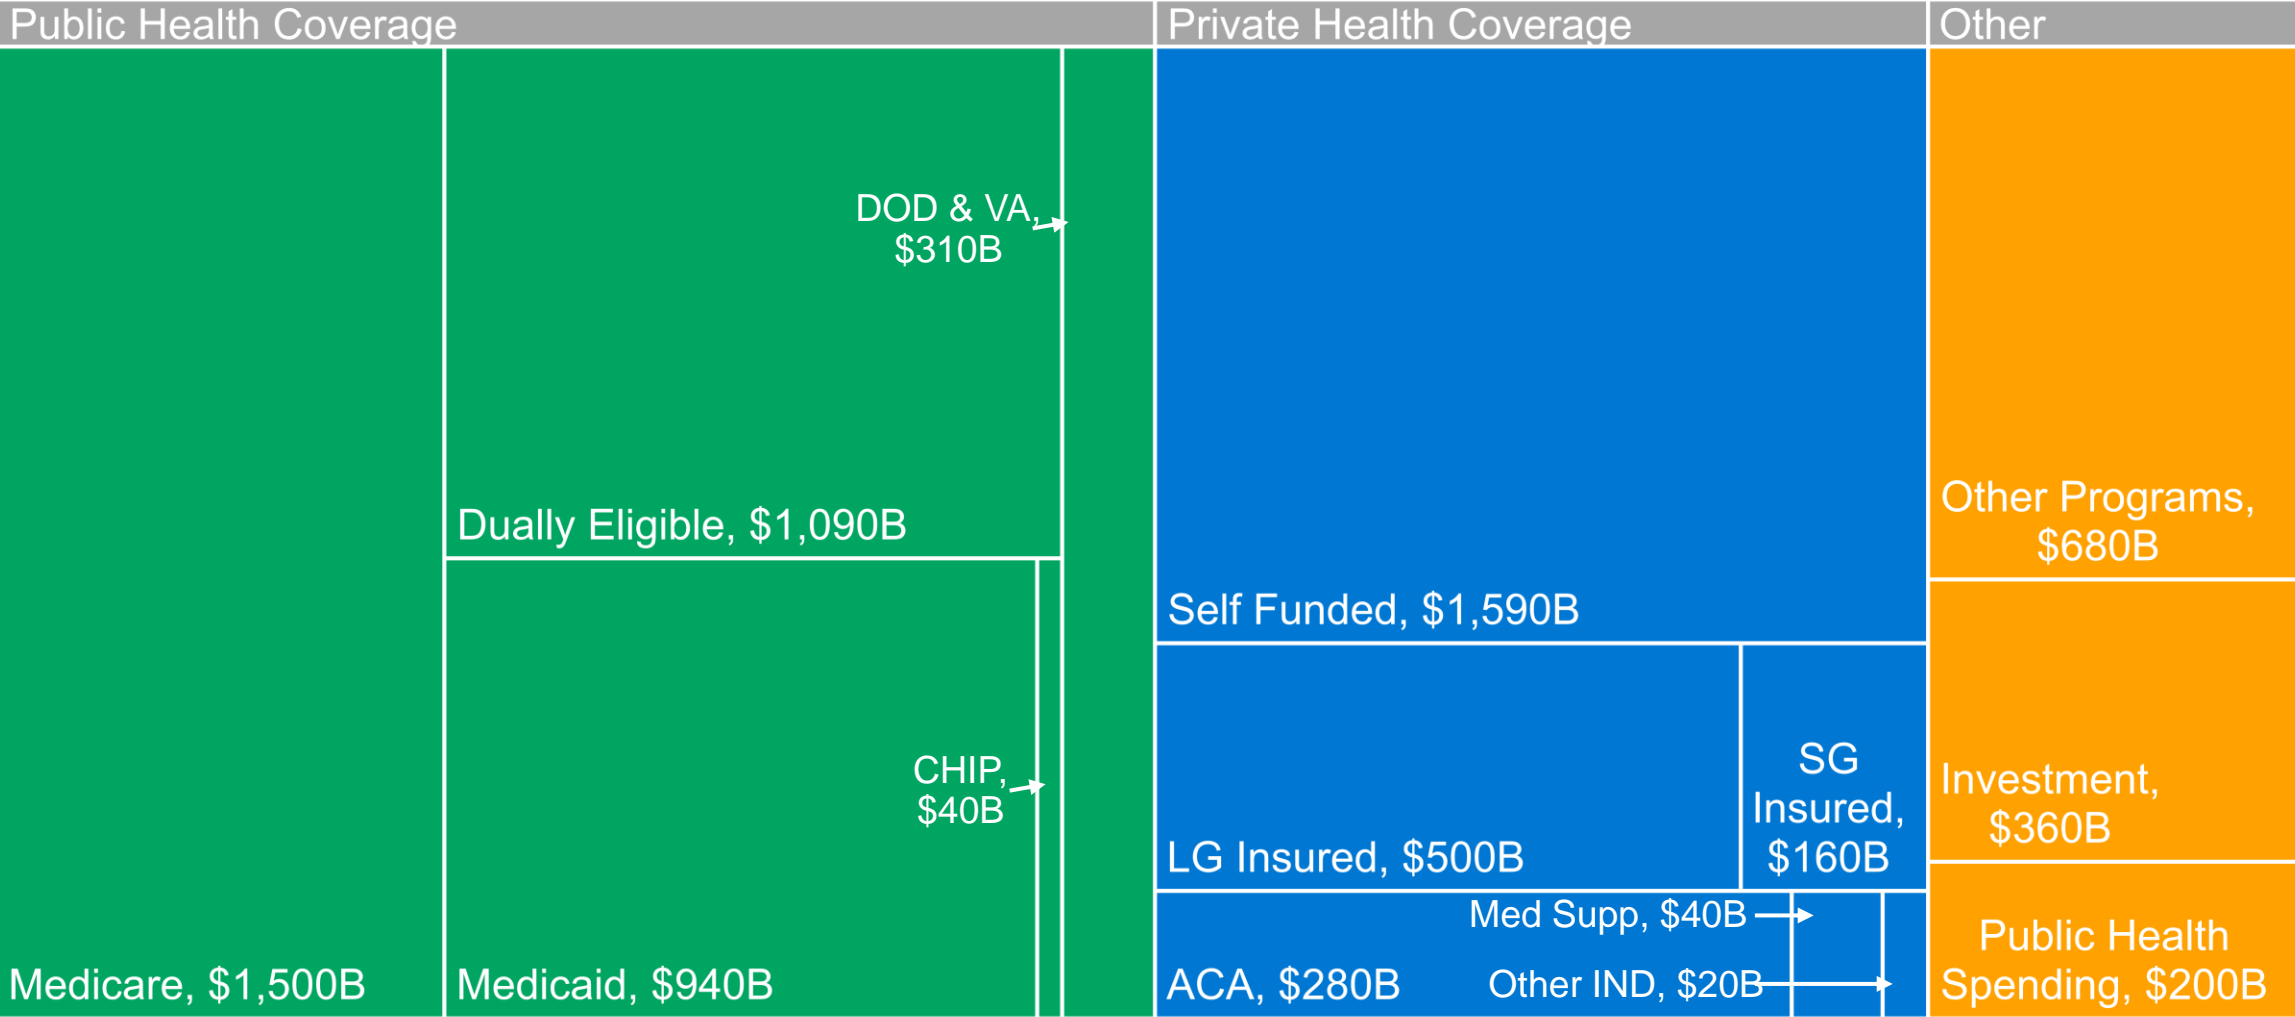 Public Health Coverage
Medicare, $1,500B
Dually Eligible, $1,090B
DOD & VA,
$310B
Medicaid, $940B
CHIP,
$40B
Private Health Coverage
Self Funded, $1,590B
LG Insured, $500B
SG
Insured,
$160B
ACA, $280B
Med Supp, $40B
Other IND, $20B
Other
Other Programs,
$680B
Investment,
$360B
Public Health
Spending, $200B